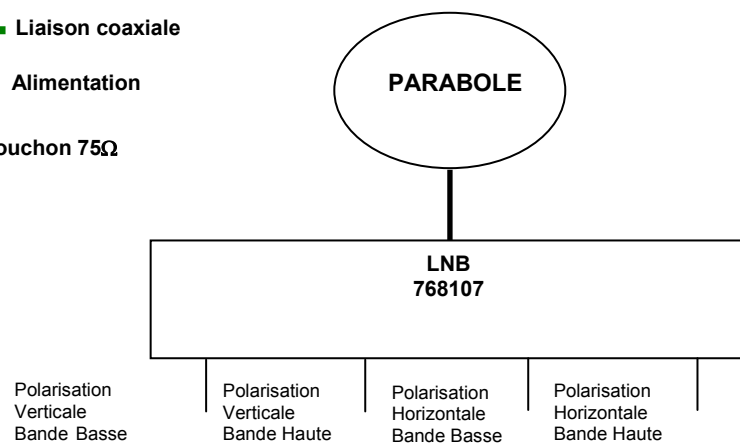 Liaison coaxiale
Alimentation
ouchon 75Ω
PARABOLE
LNB
768107
Polarisation
Verticale
Bande Basse
Polarisation
Verticale
Bande Haute
Polarisation
Horizontale
Bande Basse
Polarisation
Horizontale
Bande Haute